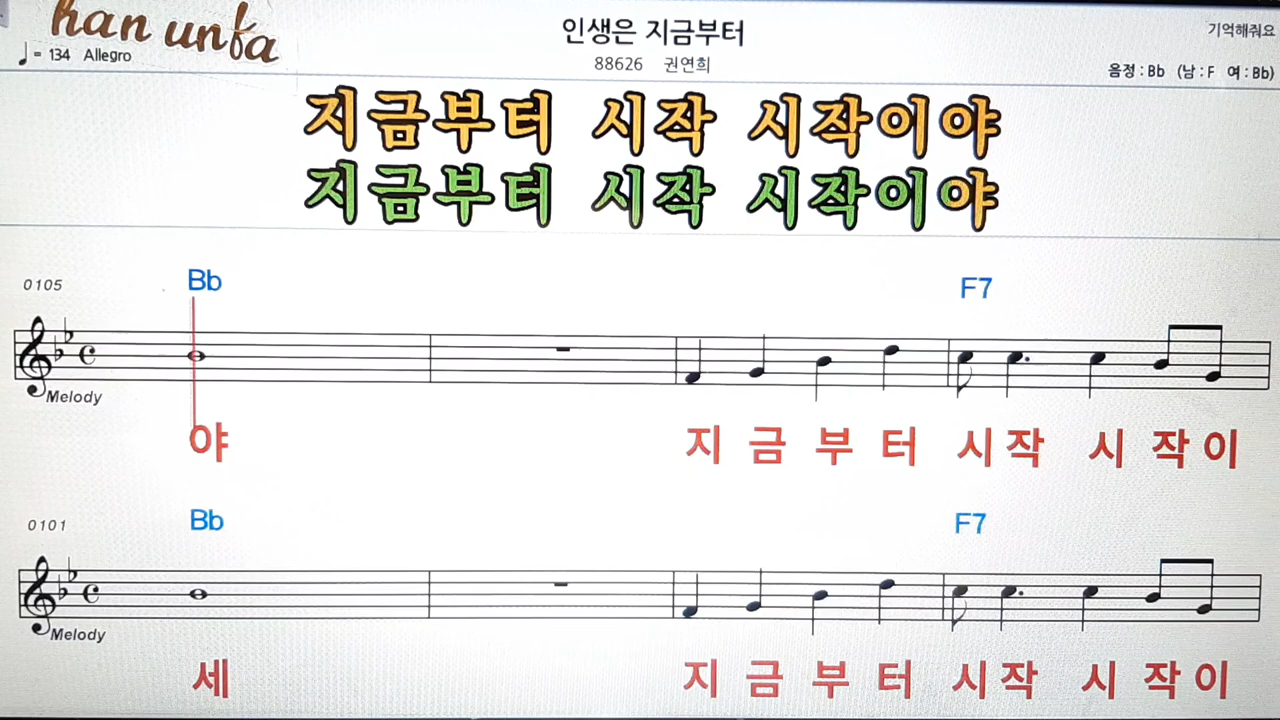 han unfa
♩ = 134 Allegro
인생은 지금부터
88626 권연희
기억해줘요
음정 : Bb (남 : F 여 : Bb)
지금부터 시작 시작이야
지금부터 시작 시작이야
0105
Bb F7
Melody
야 지 금 부 터 시 작 시 작 이
0101
Bb F7
Melody
세 지 금 부 터 시 작 시 작 이